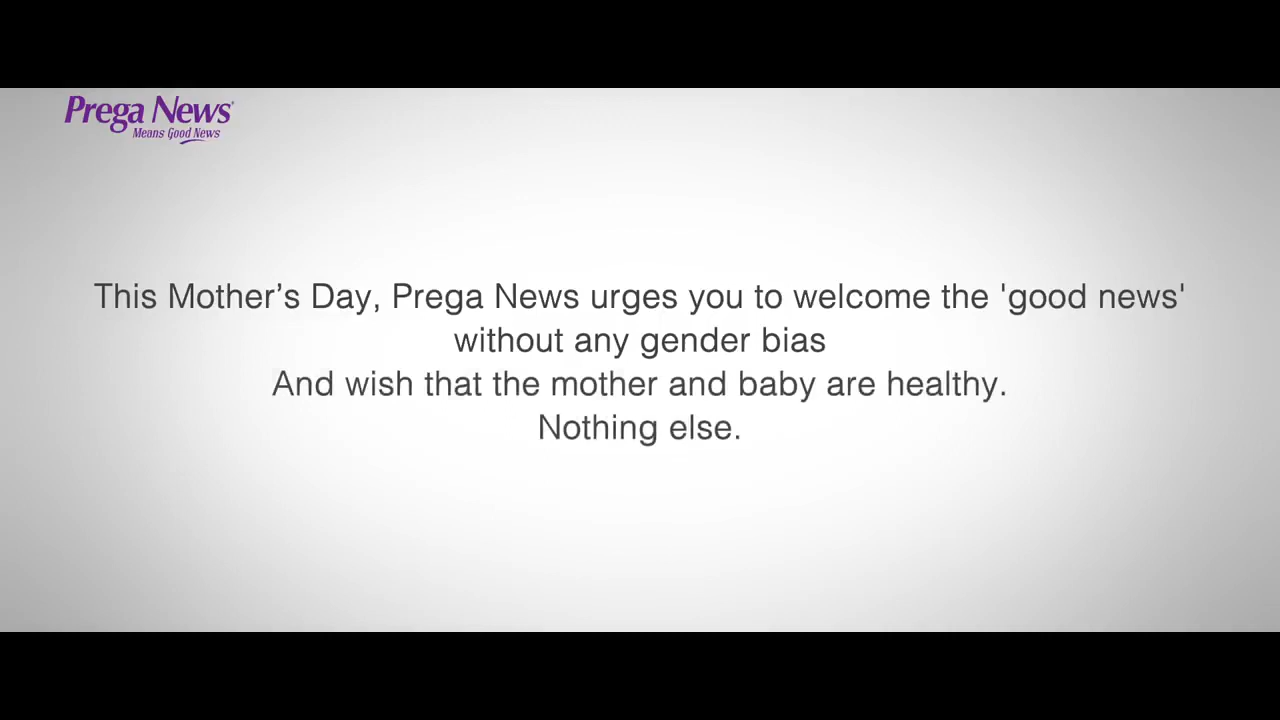 Prega News
Means Good News
This Mother’s Day, Prega News urges you to welcome the 'good news'
without any gender bias
And wish that the mother and baby are healthy.
Nothing else.